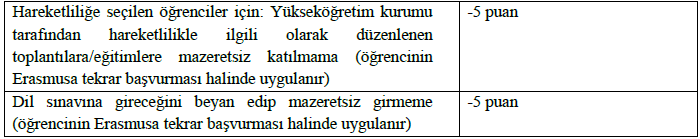 Hareketliliğe seçilen öğrenciler için: Yükseköğretim kurumu -5 puan
tarafından hareketlilikle ilgili olarak düzenlenen
toplantılara/eğitimlere mazeretsiz katılmama (öğrencinin
Erasmusa tekrar başvurması halinde uygulanır)
Dil sınavına gireceğini beyan edip mazeretsiz girmeme -5 puan
(öğrencinin Erasmusa tekrar başvurması halinde uygulanır)